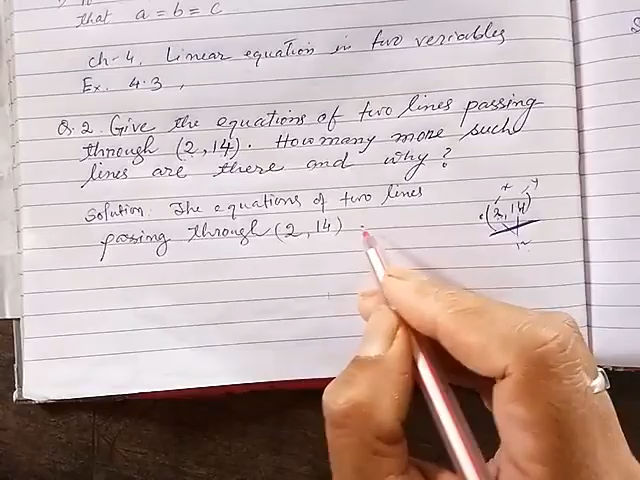 that a = b = c
ch-4. Linear equation in two veriables
Ex. 4.3,
Q.2. Give the equations of two lines passing
through (2, 14). How many more such
lines are there and why?
Solution: The equations of two lines
passing through (2, 14)
x y
(2, 14)